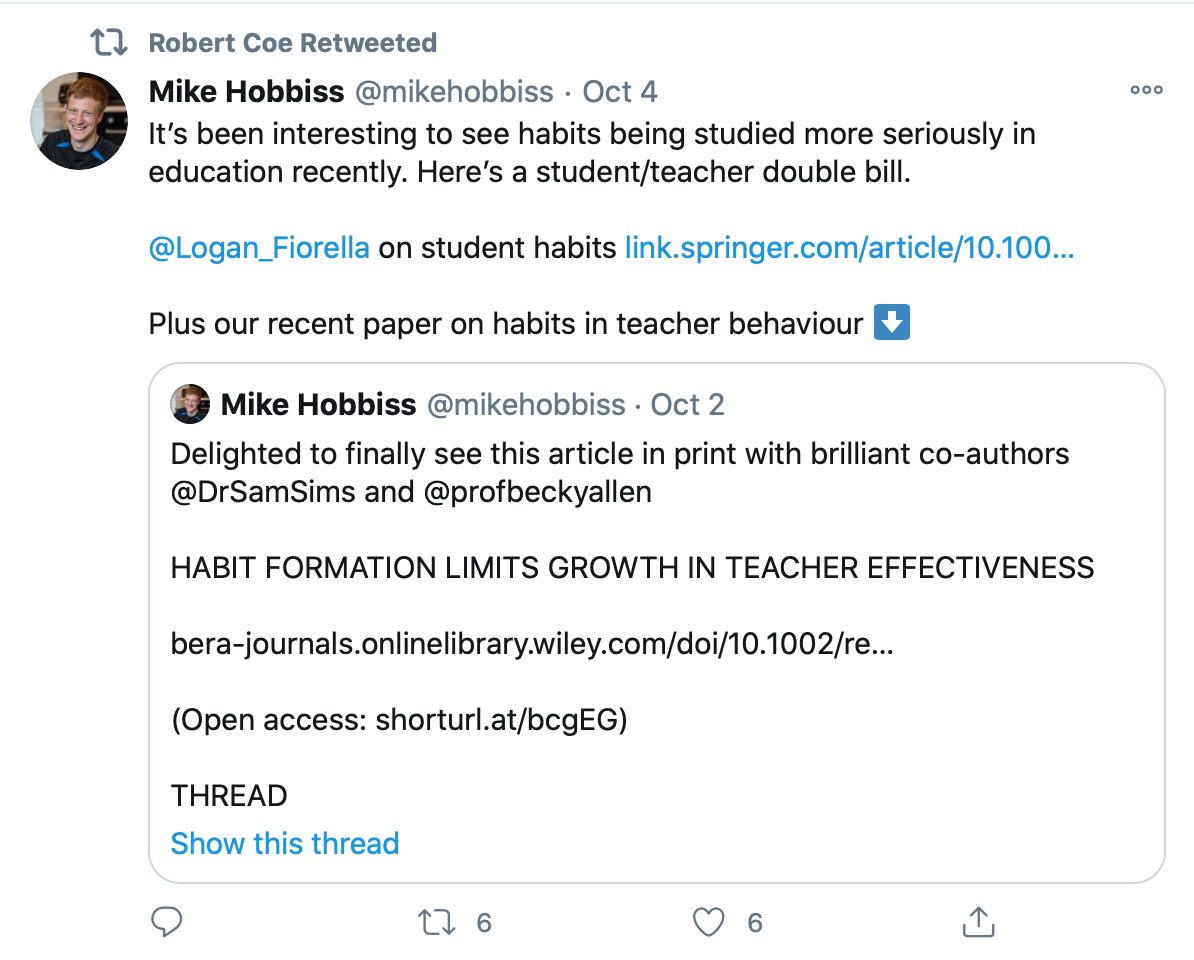 Robert Coe Retweeted
Mike Hobbiss @mikehobbiss · Oct 4
It’s been interesting to see habits being studied more seriously in
education recently. Here’s a student/teacher double bill.
@Logan_Fiorella on student habits link.springer.com/article/10.100...
Plus our recent paper on habits in teacher behaviour ⬇️
Mike Hobbiss @mikehobbiss · Oct 2
Delighted to finally see this article in print with brilliant co-authors
@DrSamSims and @profbeckyallen
HABIT FORMATION LIMITS GROWTH IN TEACHER EFFECTIVENESS
bera-journals.onlinelibrary.wiley.com/doi/10.1002/re...
(Open access: shorturl.at/bcgEG)
THREAD
Show this thread
6 6